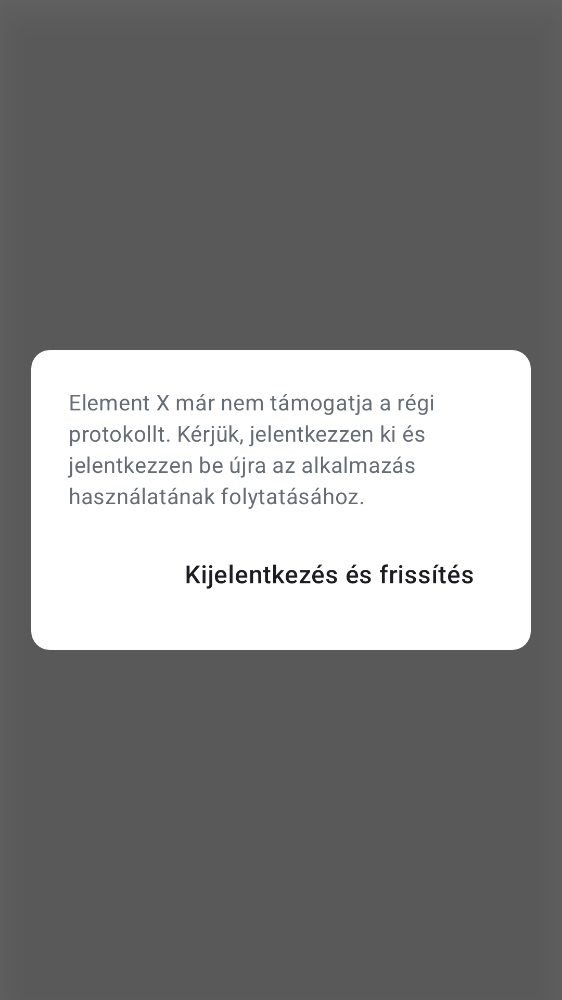 Element X már nem támogatja a régi
protokollt. Kérjük, jelentkezzen ki és
jelentkezzen be újra az alkalmazás
használatának folytatásához.
Kijelentkezés és frissítés